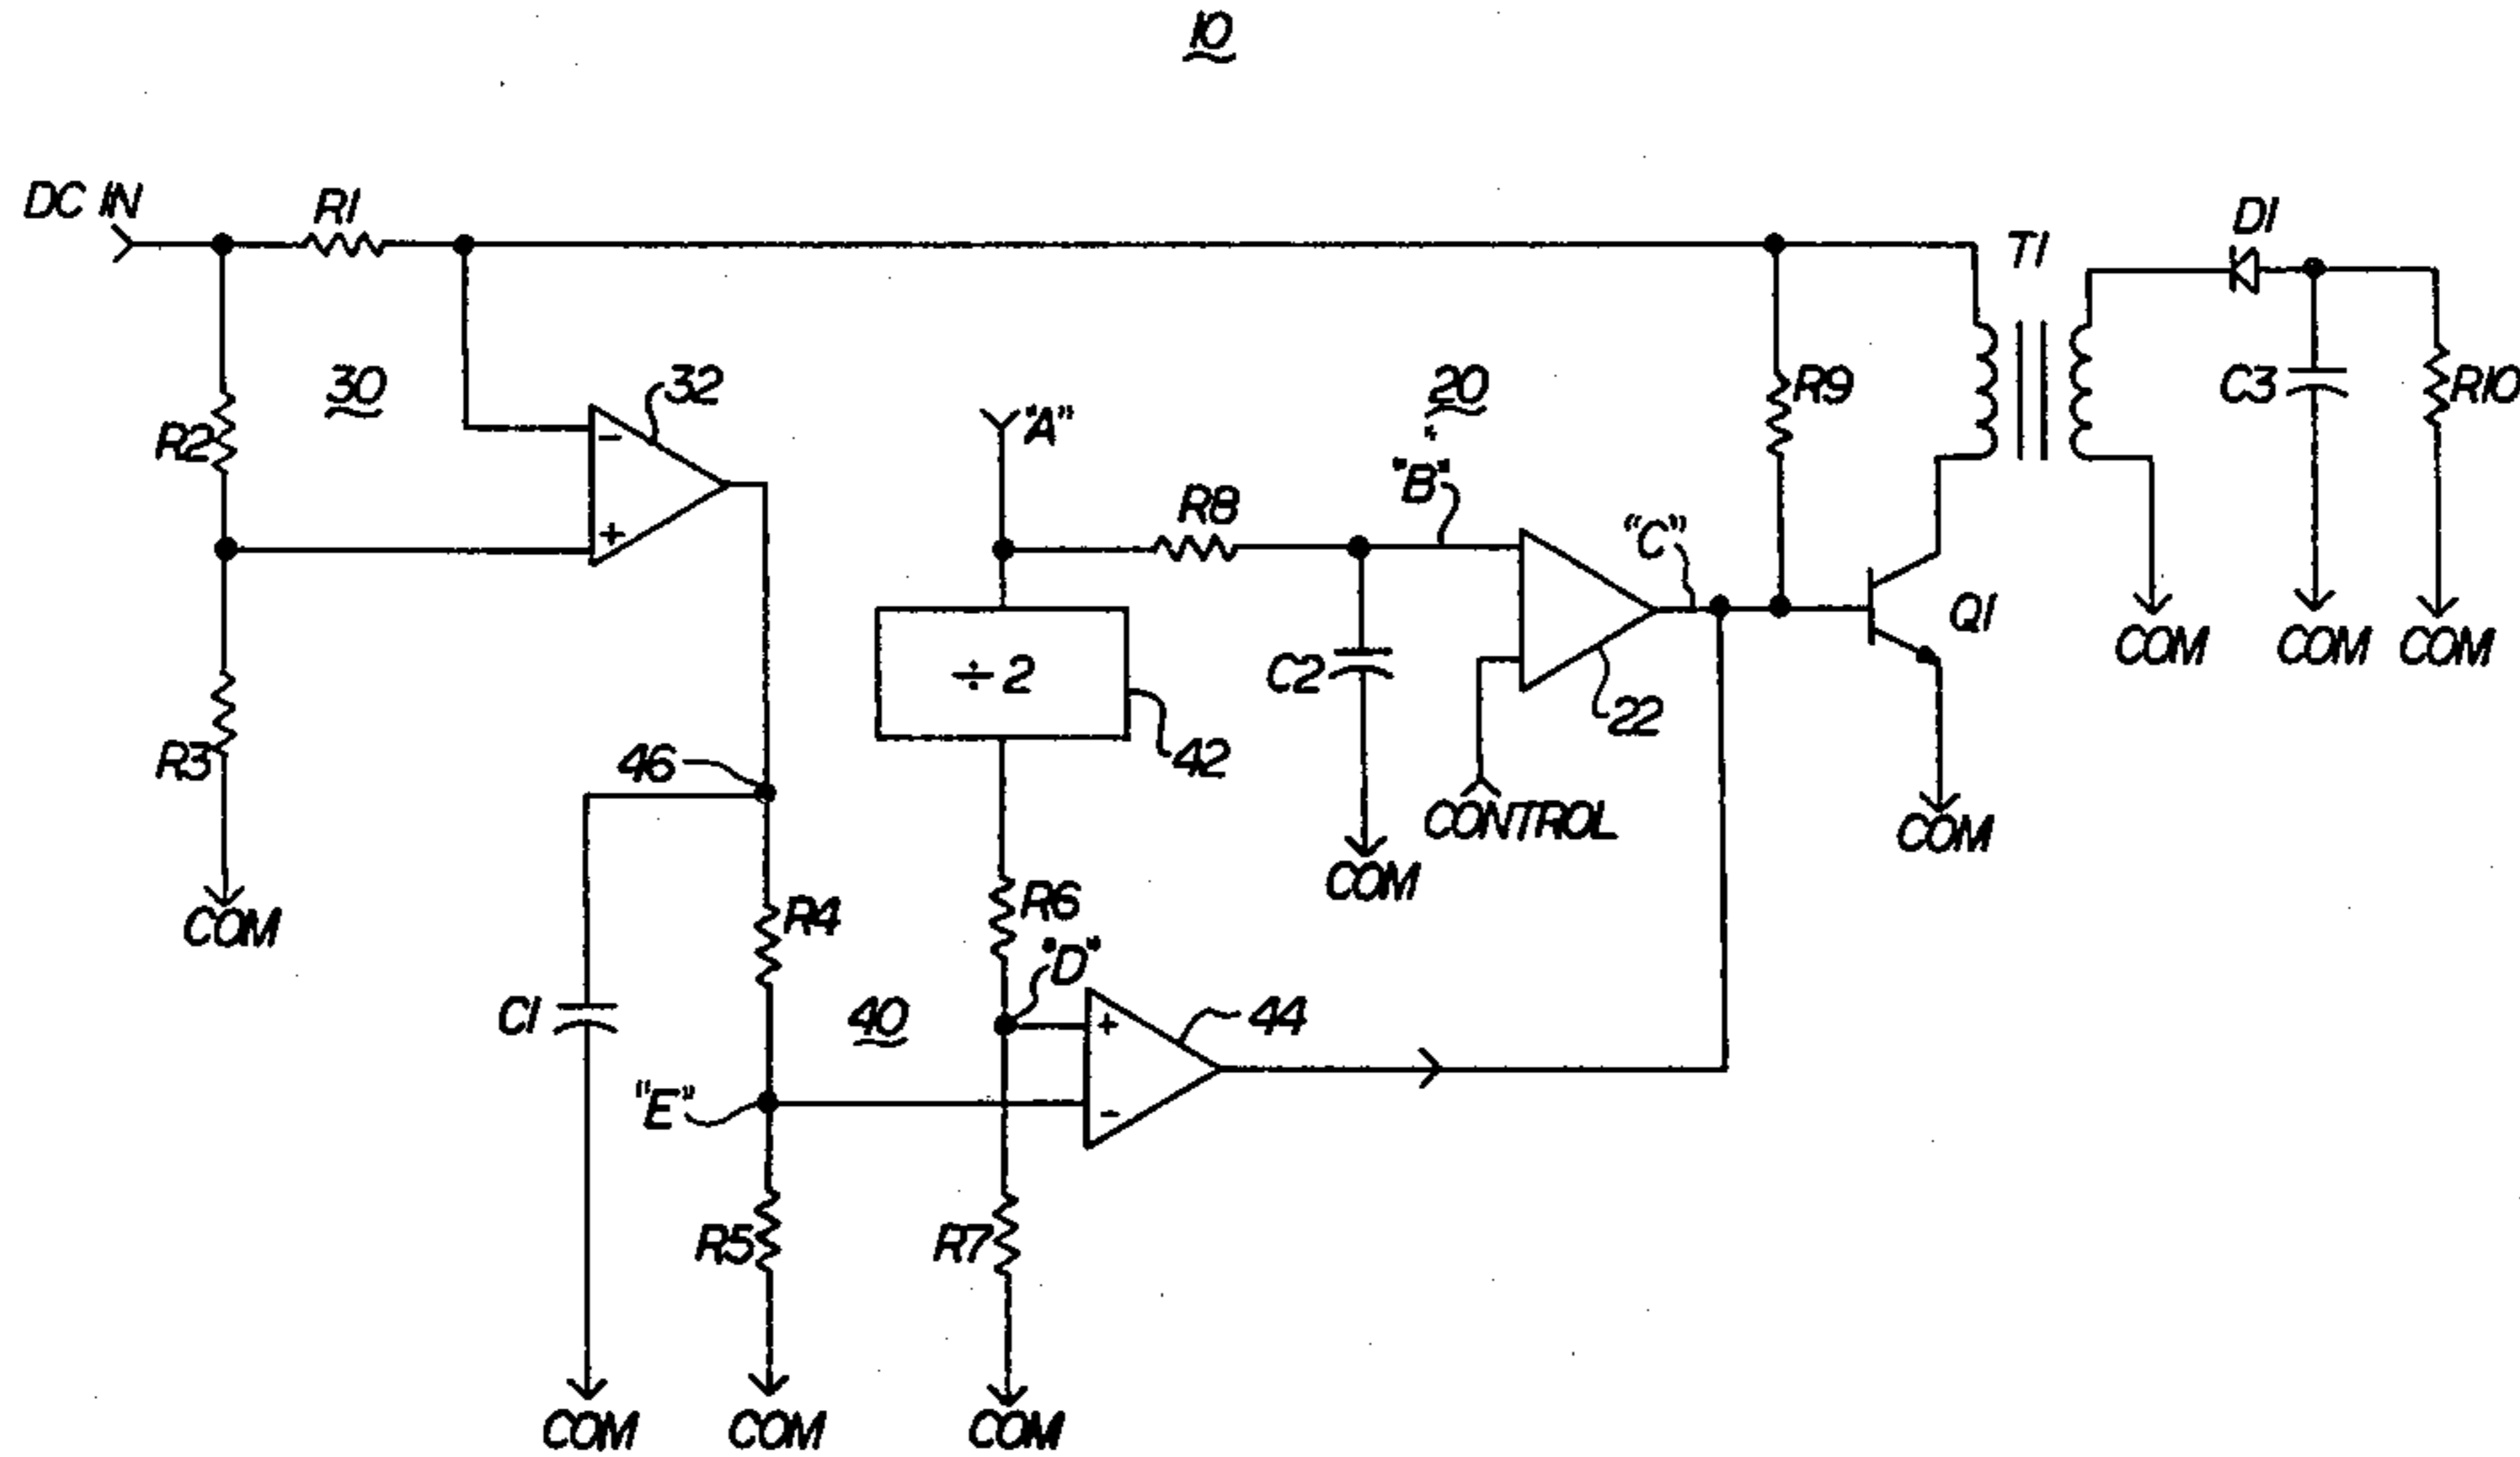 10
DC IN
R1
D1
T1
30
32
20
R9
C3
R10
R2
"A"
"B"
R8
"C"
-
+
Q1
COM
COM
COM
÷ 2
C2
22
R3
46
42
CONTROL
COM
COM
R4
R6
COM
"D"
C1
40
+
44
"E"
-
R5
R7
COM
COM
COM